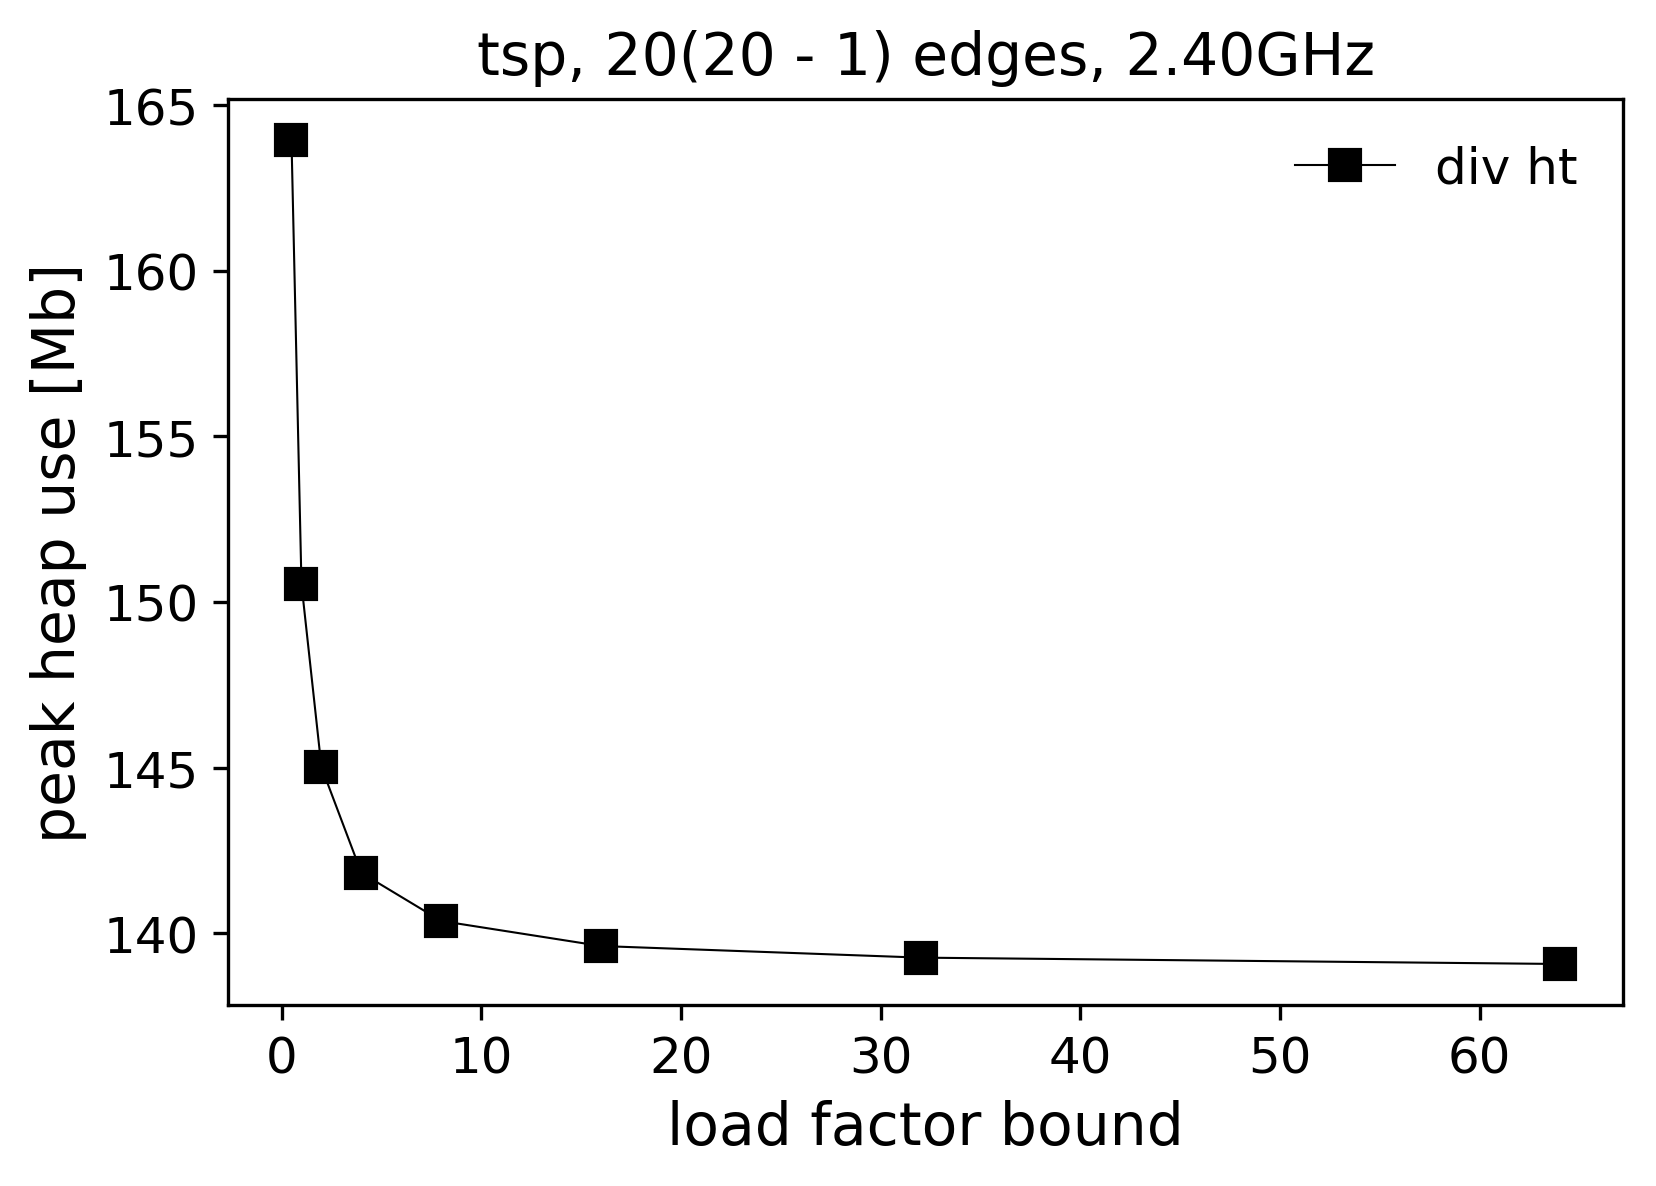 tsp, 20(20 - 1) edges, 2.40GHz
div ht
peak heap use [Mb]
165
160
155
150
145
140
0 10 20 30 40 50 60
load factor bound